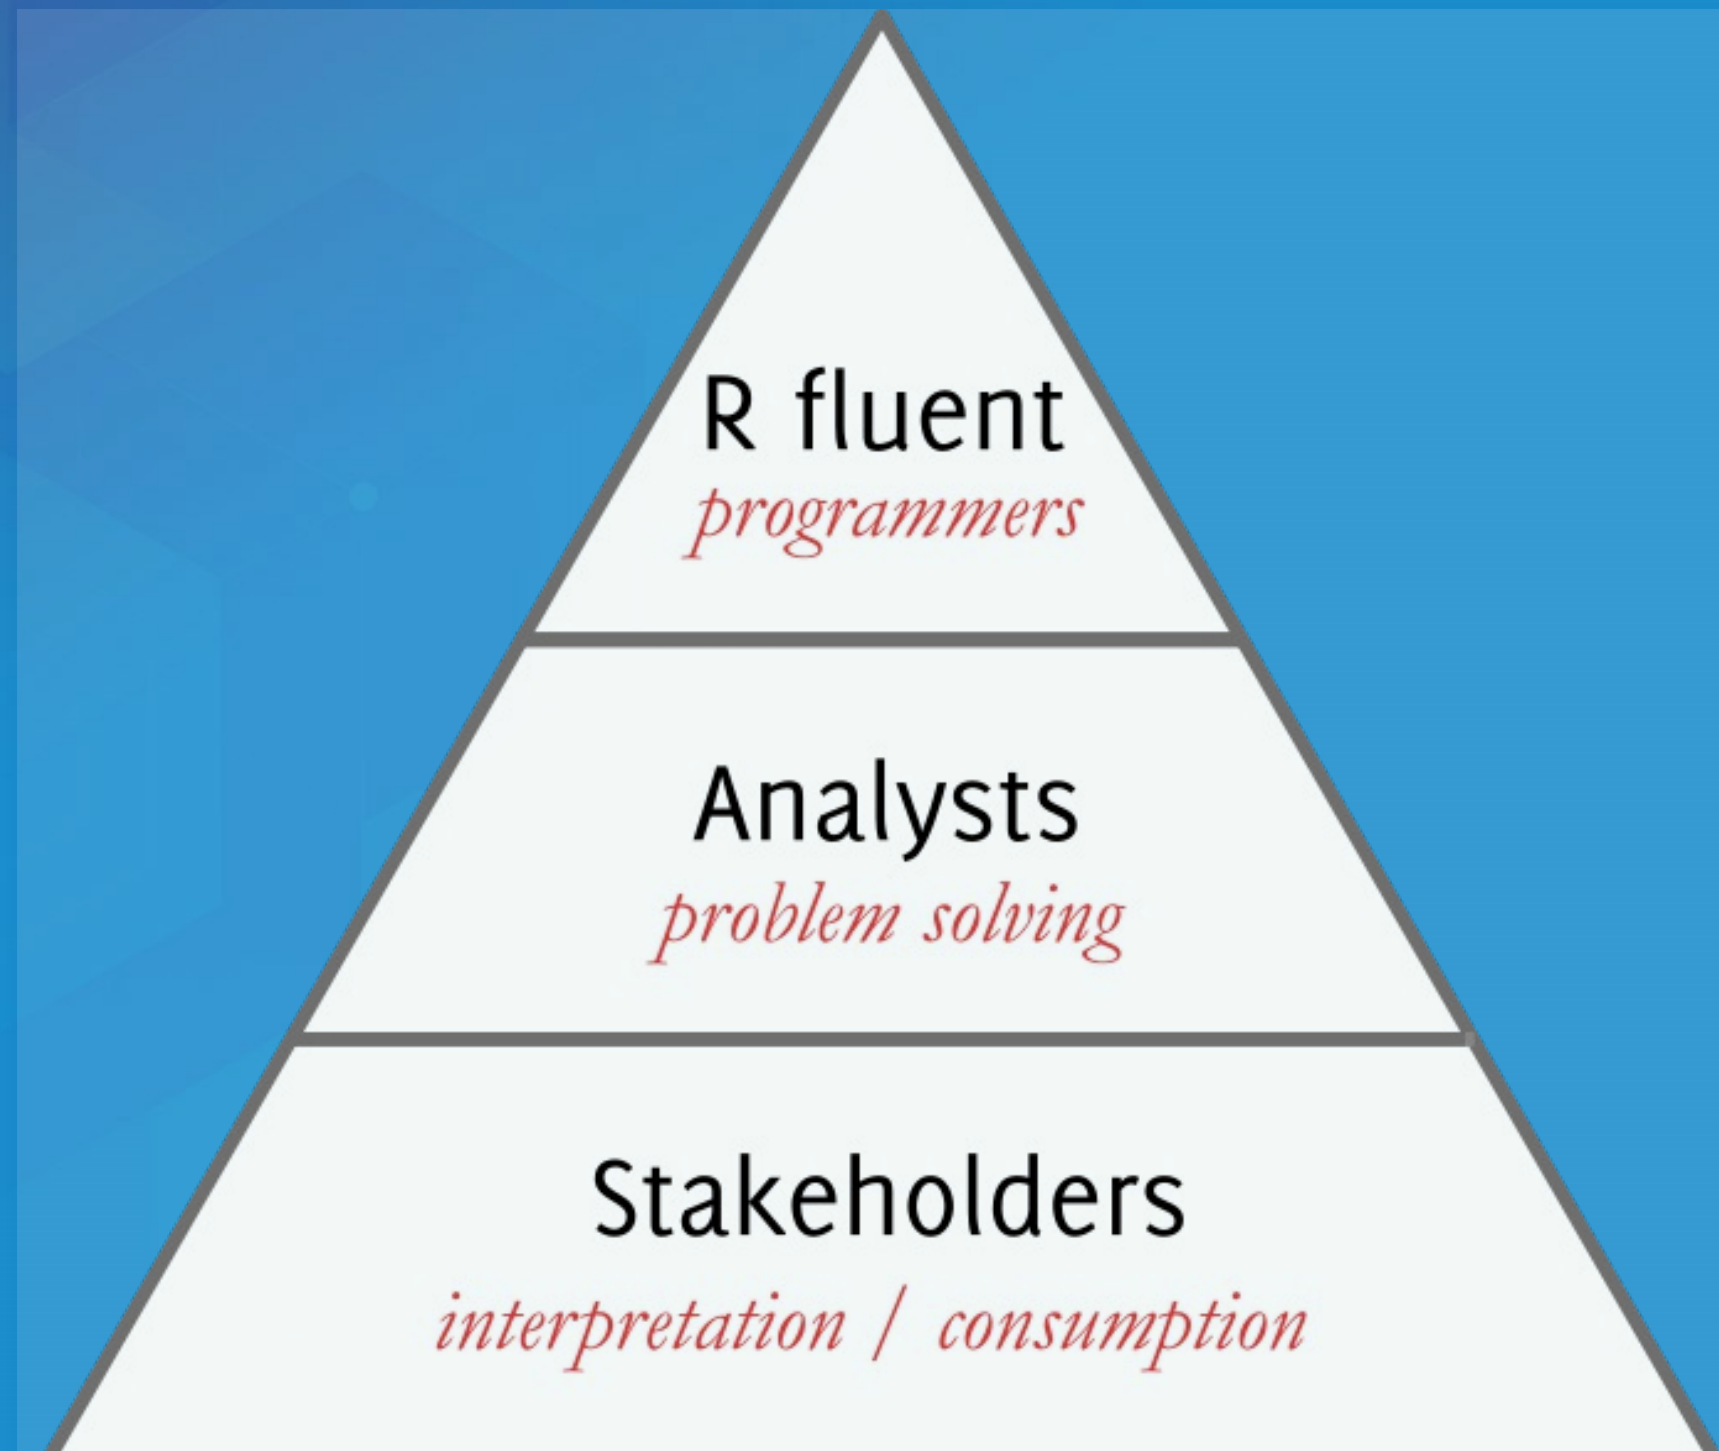 R fluent
programmers
Analysts
problem solving
Stakeholders
interpretation / consumption